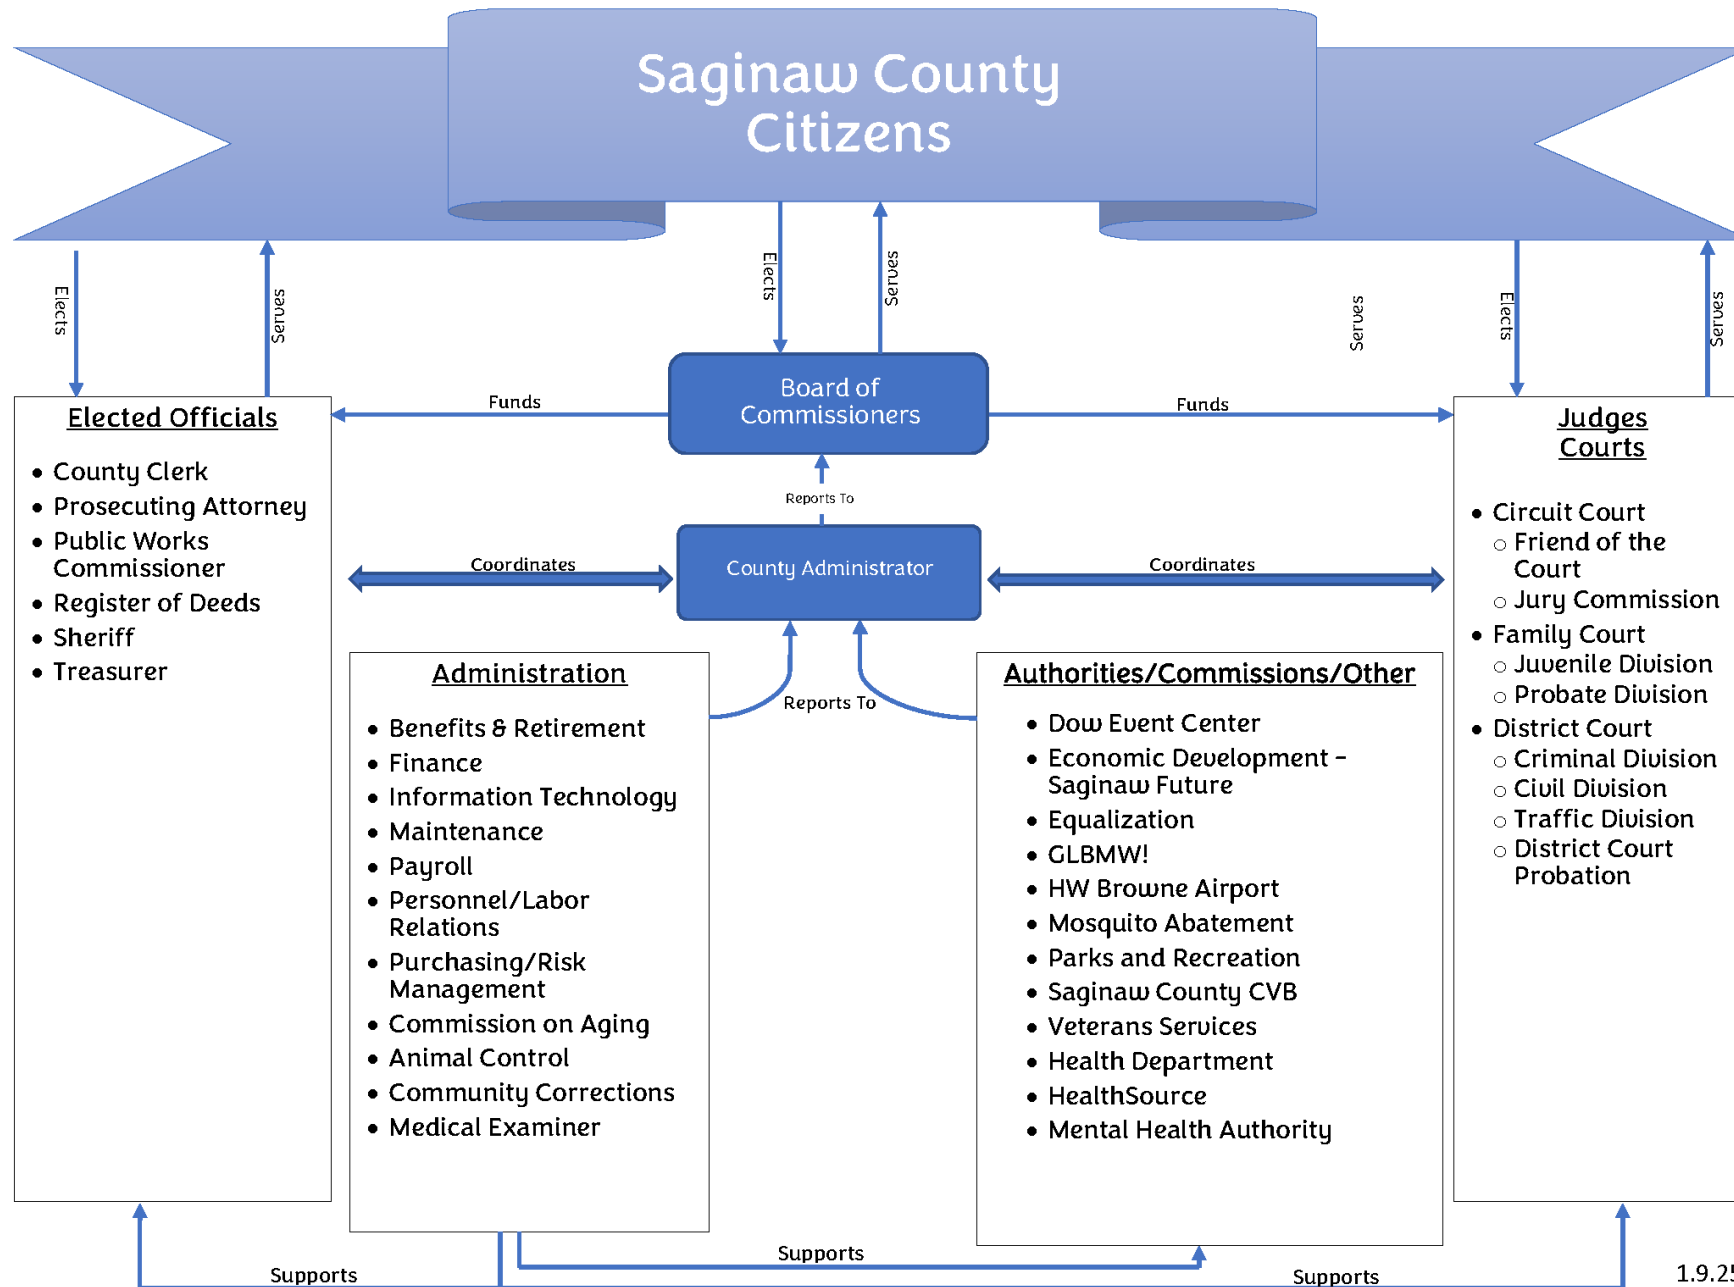 Saginaw County
Citizens
Elects
Serves
Elects
Serves
Serves
Elects
Serves
Board of
Commissioners
Funds
Funds
Reports To
County Administrator
Coordinates
Coordinates
Reports To
Elected Officials
• County Clerk
• Prosecuting Attorney
• Public Works
Commissioner
• Register of Deeds
• Sheriff
• Treasurer
Administration
• Benefits & Retirement
• Finance
• Information Technology
• Maintenance
• Payroll
• Personnel/Labor
Relations
• Purchasing/Risk
Management
• Commission on Aging
• Animal Control
• Community Corrections
• Medical Examiner
Authorities/Commissions/Other
• Dow Event Center
• Economic Development –
Saginaw Future
• Equalization
• GLBMW!
• HW Browne Airport
• Mosquito Abatement
• Parks and Recreation
• Saginaw County CVB
• Veterans Services
• Health Department
• HealthSource
• Mental Health Authority
Judges
Courts
• Circuit Court
○ Friend of the
Court
○ Jury Commission
• Family Court
○ Juvenile Division
○ Probate Division
• District Court
○ Criminal Division
○ Civil Division
○ Traffic Division
○ District Court
Probation
Supports
Supports
Supports
1.9.25